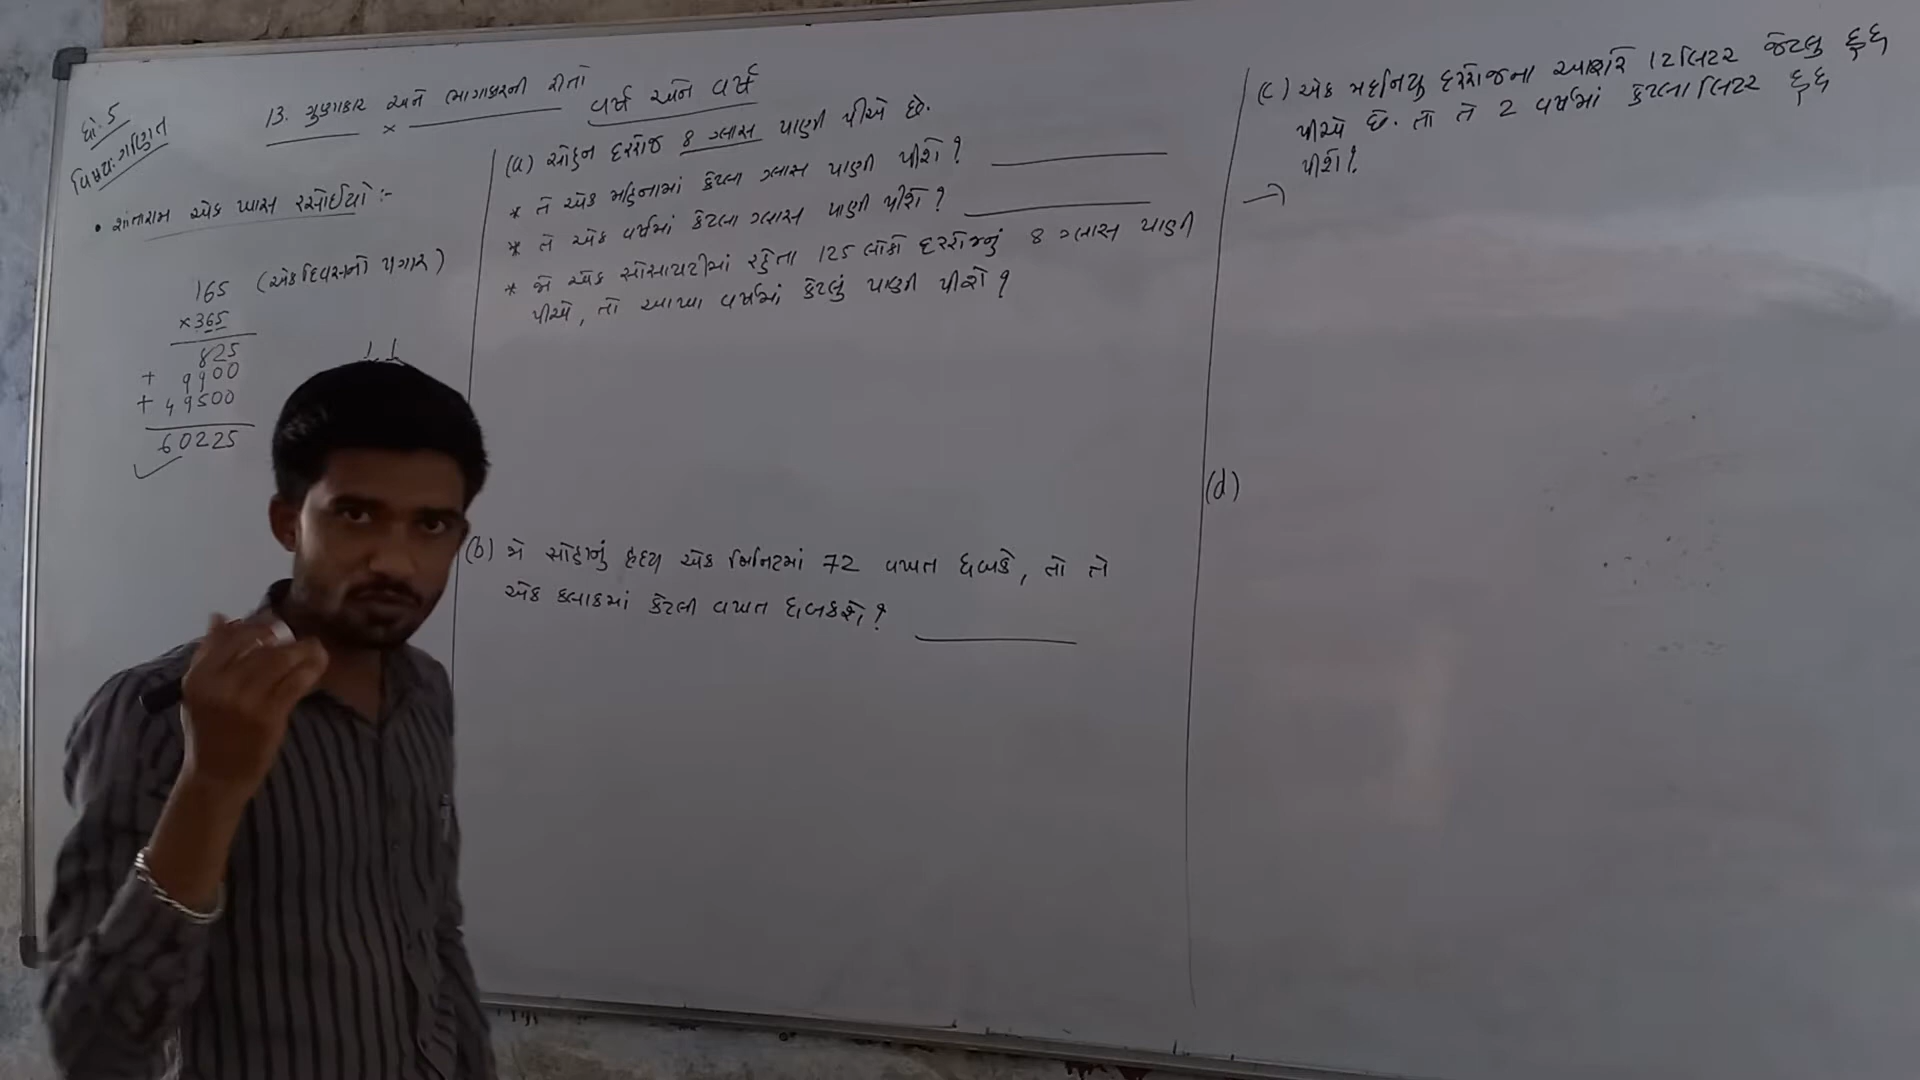 ધો. 5
વિષય: ગણિત
13. ગુણાકાર અને ભાગાકારની રીતો
×
વર્ષ અને વર્ષ
• શાંતારામ એક ખાસ રસોઈયો :-
165 (એક દિવસનો પગાર)
×365
825
+ 9900
+ 49500
60225
(a) સોહન દરરોજ 8 ગ્લાસ પાણી પીએ છે.
* તે એક મહિનામાં કેટલા ગ્લાસ પાણી પીશે ?
* તે એક વર્ષમાં કેટલા ગ્લાસ પાણી પીશે ?
* જો એક સોસાયટીમાં રહેતા 125 લોકો દરરોજનું 8 ગ્લાસ પાણી
પીએ, તો આખા વર્ષમાં કેટલું પાણી પીશે ?
(b) જો સોહનનું હૃદય એક મિનિટમાં 72 વખત ધબકે, તો તે
એક કલાકમાં કેટલી વખત ધબકશે ?
(c) એક મદનિયુ દરરોજના આશરે 12 લિટર જેટલુ દૂધ
પીએ છે. તો તે 2 વર્ષમાં કેટલા લિટર દૂધ
પીશે ?
→
(d)